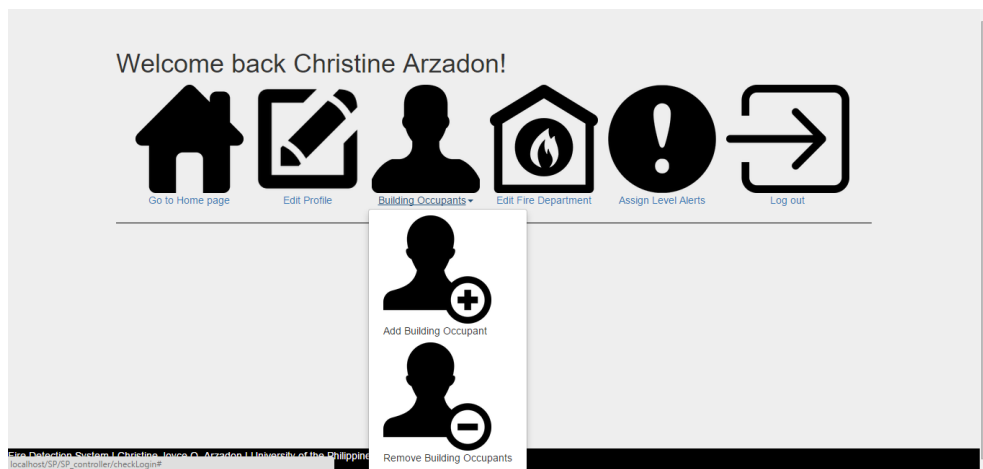 Welcome back Christine Arzadon!
Go to Home page
Edit Profile
Building Occupants
Edit Fire Department
Assign Level Alerts
Log out
Add Building Occupant
Remove Building Occupants
Fire Detection System | Christine Joyce O. Arzadon | University of the Philippine
localhost/SP/SP_controller/checkLogin#